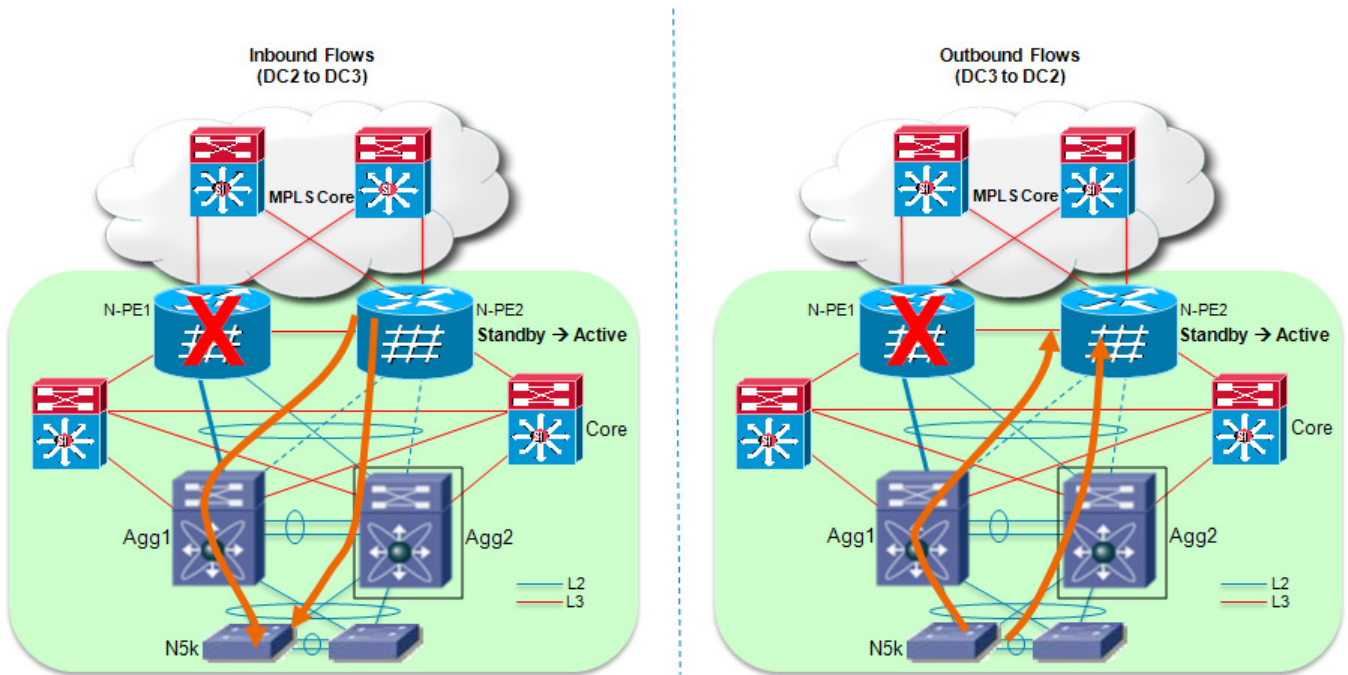 Inbound Flows
(DC2 to DC3)
MPLS Core
N-PE1
N-PE2
Standby → Active
Core
Agg1
Agg2
L2
L3
N5k
Outbound Flows
(DC3 to DC2)
MPLS Core
N-PE1
N-PE2
Standby → Active
Core
Agg1
Agg2
L2
L3
N5k